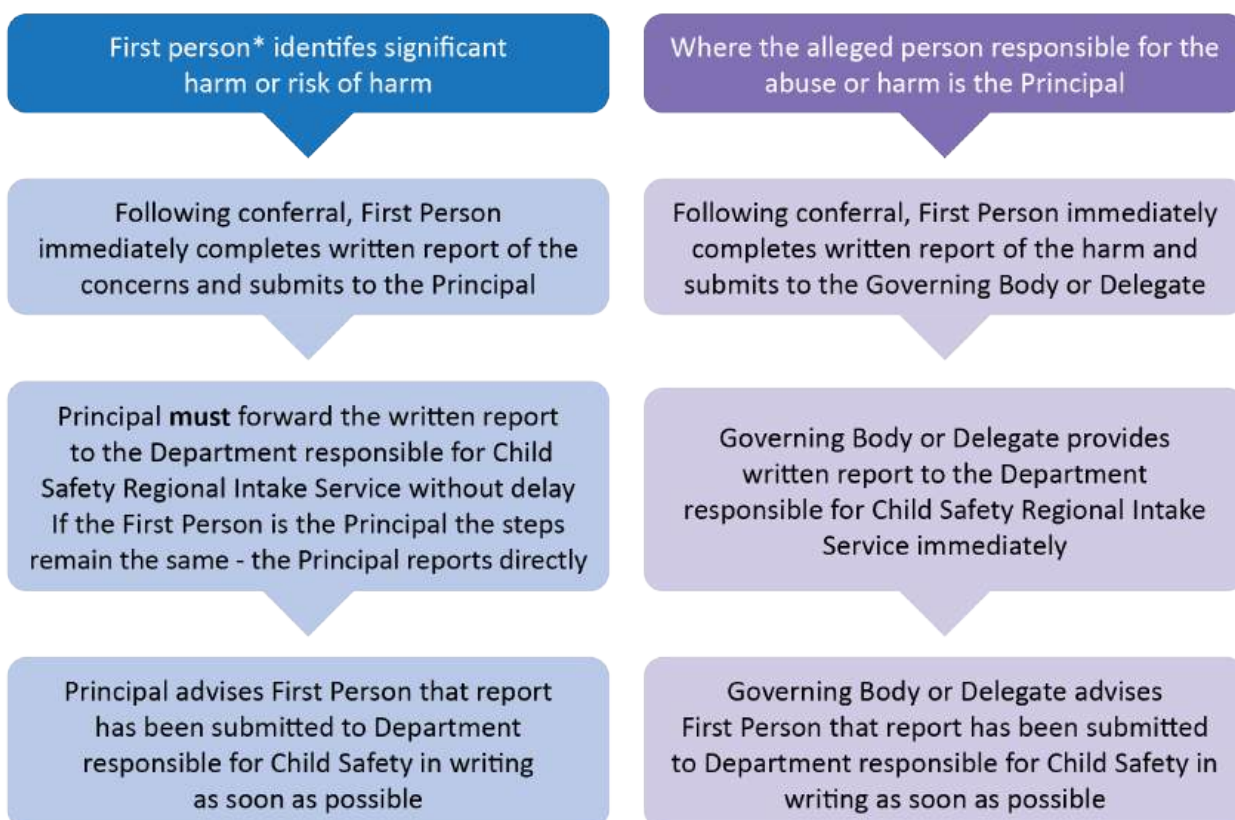 First person* identifes significant
harm or risk of harm
Following conferral, First Person
immediately completes written report of the
concerns and submits to the Principal
Principal must forward the written report
to the Department responsible for Child
Safety Regional Intake Service without delay
If the First Person is the Principal the steps
remain the same - the Principal reports directly
Principal advises First Person that report
has been submitted to Department
responsible for Child Safety in writing
as soon as possible
Where the alleged person responsible for the
abuse or harm is the Principal
Following conferral, First Person immediately
completes written report of the harm and
submits to the Governing Body or Delegate
Governing Body or Delegate provides
written report to the Department
responsible for Child Safety Regional Intake
Service immediately
Governing Body or Delegate advises
First Person that report has been submitted
to Department responsible for Child Safety in
writing as soon as possible